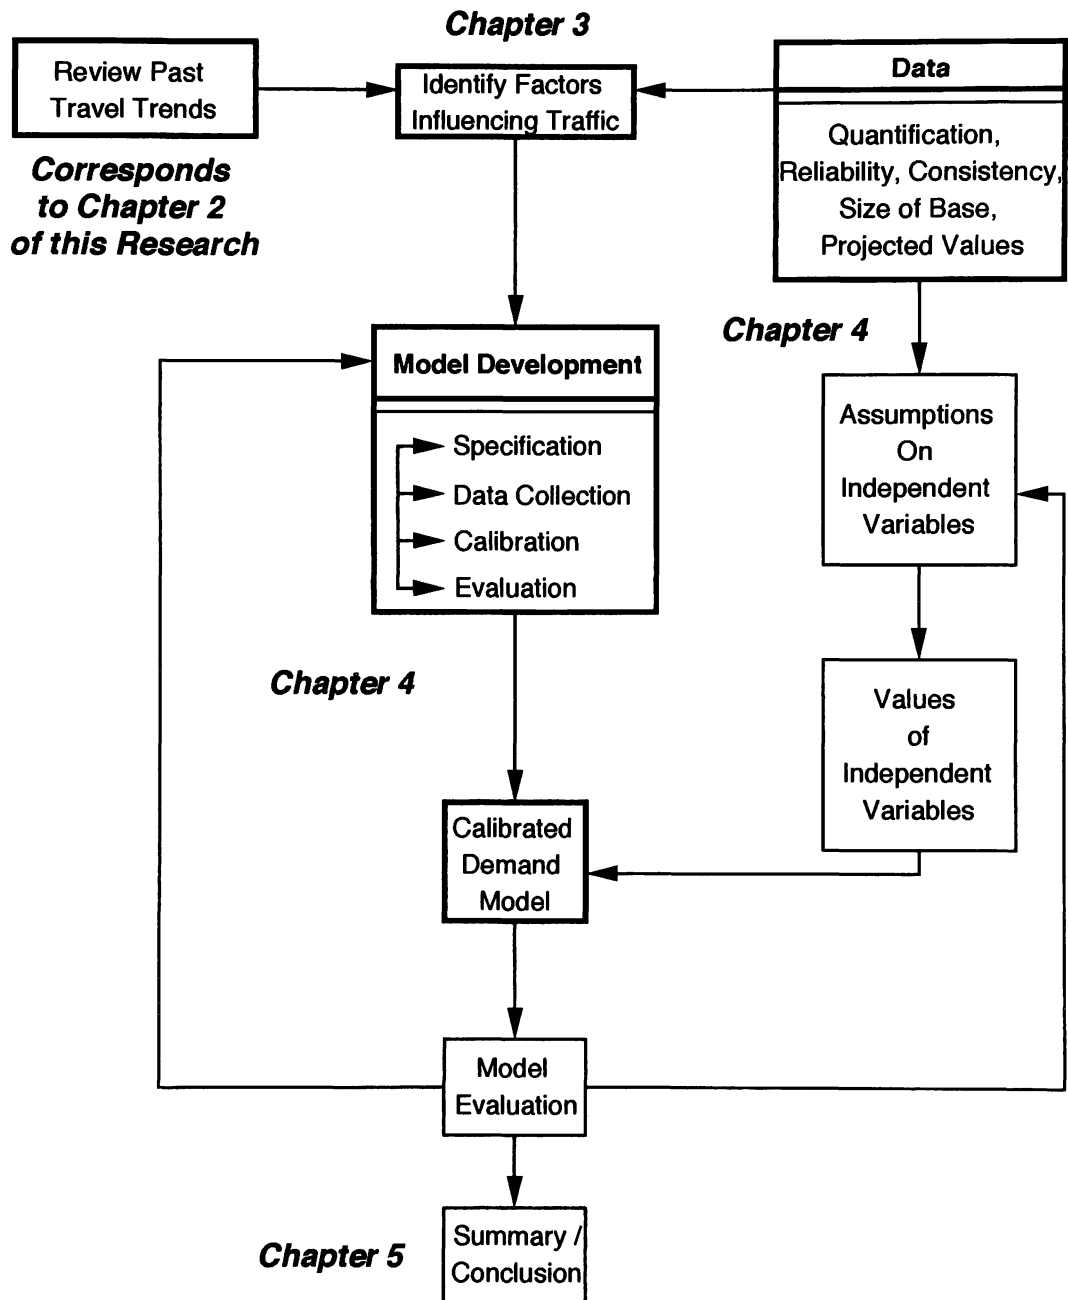 Chapter 3
Review Past
Travel Trends
Identify Factors
Influencing Traffic
Data
Quantification,
Reliability, Consistency,
Size of Base,
Projected Values
Corresponds
to Chapter 2
of this Research
Chapter 4
Model Development
Specification
Data Collection
Calibration
Evaluation
Assumptions
On
Independent
Variables
Chapter 4
Values
of
Independent
Variables
Calibrated
Demand
Model
Model
Evaluation
Chapter 5
Summary /
Conclusion